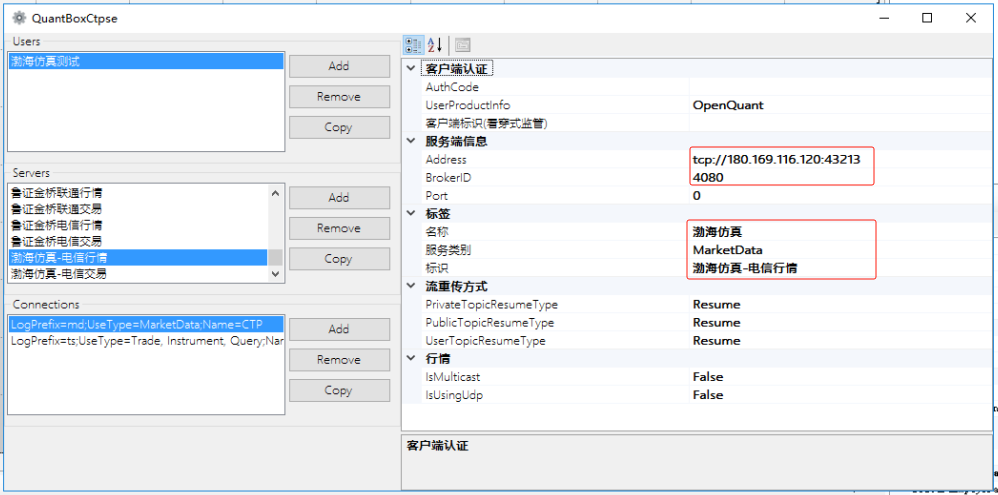 QuantBoxCtpse
Users
渤海仿真测试
Add
Remove
Copy
Servers
鲁证金桥联通行情
鲁证金桥联通交易
鲁证金桥电信行情
鲁证金桥电信交易
渤海仿真-电信行情
渤海仿真-电信交易
Add
Remove
Copy
Connections
LogPrefix=md;UseType=MarketData;Name=CTP
LogPrefix=ts;UseType=Trade, Instrument, Query;Nar
Add
Remove
Copy
客户端认证
AuthCode
UserProductInfo OpenQuant
客户端标识(看穿式监管)
服务端信息
Address tcp://180.169.116.120:43213
BrokerID 4080
Port 0
标签
名称 渤海仿真
服务类别 MarketData
标识 渤海仿真-电信行情
流重传方式
PrivateTopicResumeType Resume
PublicTopicResumeType Resume
UserTopicResumeType Resume
行情
IsMulticast False
IsUsingUdp False
客户端认证